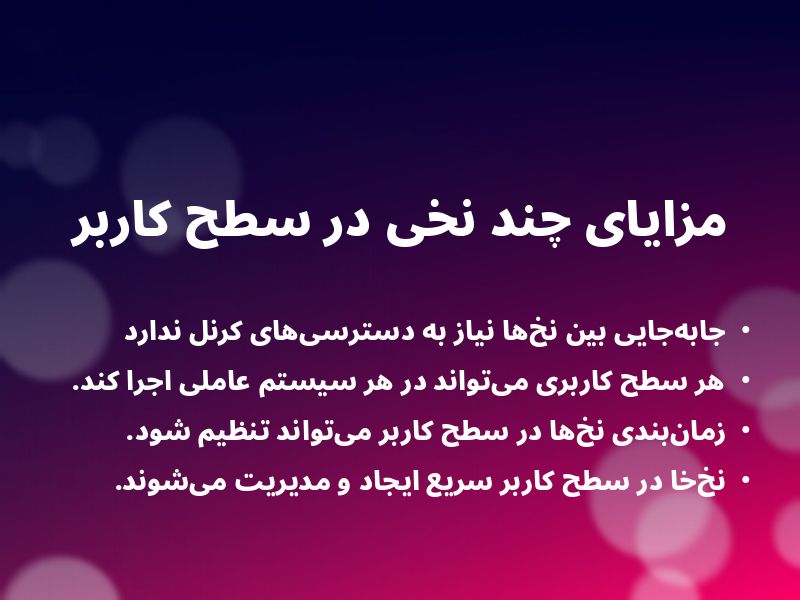 مزایای چند نخی در سطح کاربر
• جابه‌جایی بین نخ‌ها نیاز به دسترسی‌های کرنل ندارد
• هر سطح کاربری می‌تواند در هر سیستم عاملی اجرا کند.
• زمان‌بندی نخ‌ها در سطح کاربر می‌تواند تنظیم شود.
• نخ‌خا در سطح کاربر سریع ایجاد و مدیریت می‌شوند.